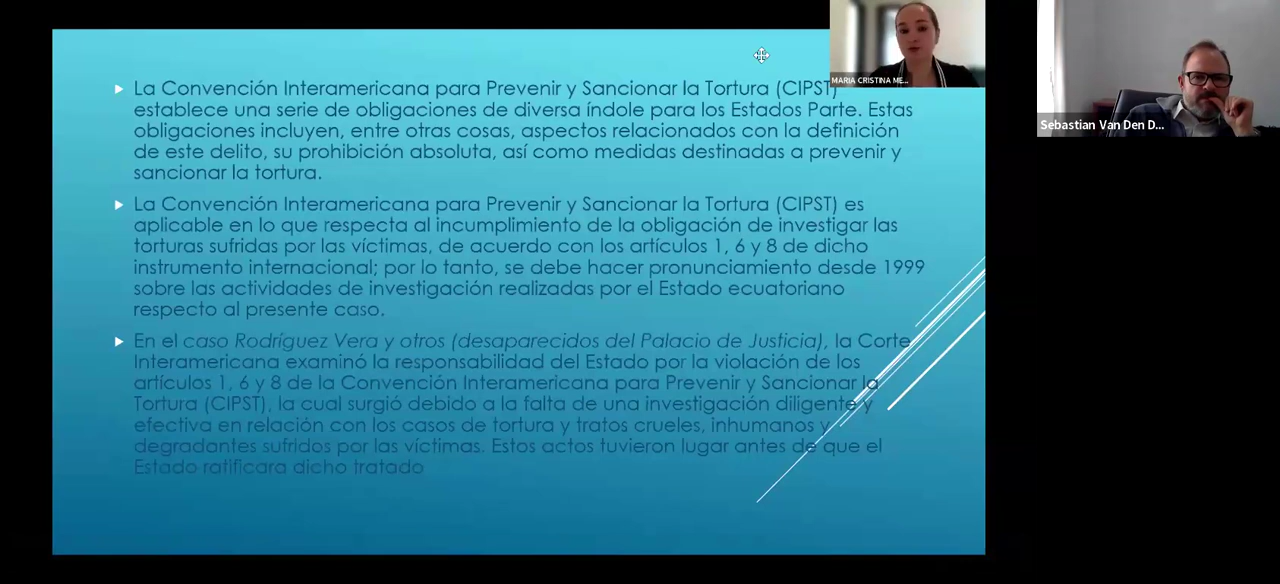 La Convención Interamericana para Prevenir y Sancionar la Tortura (CIPST)
establece una serie de obligaciones de diversa índole para los Estados Parte. Estas
obligaciones incluyen, entre otras cosas, aspectos relacionados con la definición
de este delito, su prohibición absoluta, así como medidas destinadas a prevenir y
sancionar la tortura.
La Convención Interamericana para Prevenir y Sancionar la Tortura (CIPST) es
aplicable en lo que respecta al incumplimiento de la obligación de investigar las
torturas sufridas por las víctimas, de acuerdo con los artículos 1, 6 y 8 de dicho
instrumento internacional; por lo tanto, se debe hacer pronunciamiento desde 1999
sobre las actividades de investigación realizadas por el Estado ecuatoriano
respecto al presente caso.
En el caso Rodríguez Vera y otros (desaparecidos del Palacio de Justicia), la Corte
Interamericana examinó la responsabilidad del Estado por la violación de los
artículos 1, 6 y 8 de la Convención Interamericana para Prevenir y Sancionar la
Tortura (CIPST), la cual surgió debido a la falta de una investigación diligente y
efectiva en relación con los casos de tortura y tratos crueles, inhumanos y
degradantes sufridos por las víctimas. Estos actos tuvieron lugar antes de que el
Estado ratificara dicho tratado
MARIA CRISTINA ME...
Sebastian Van Den D...